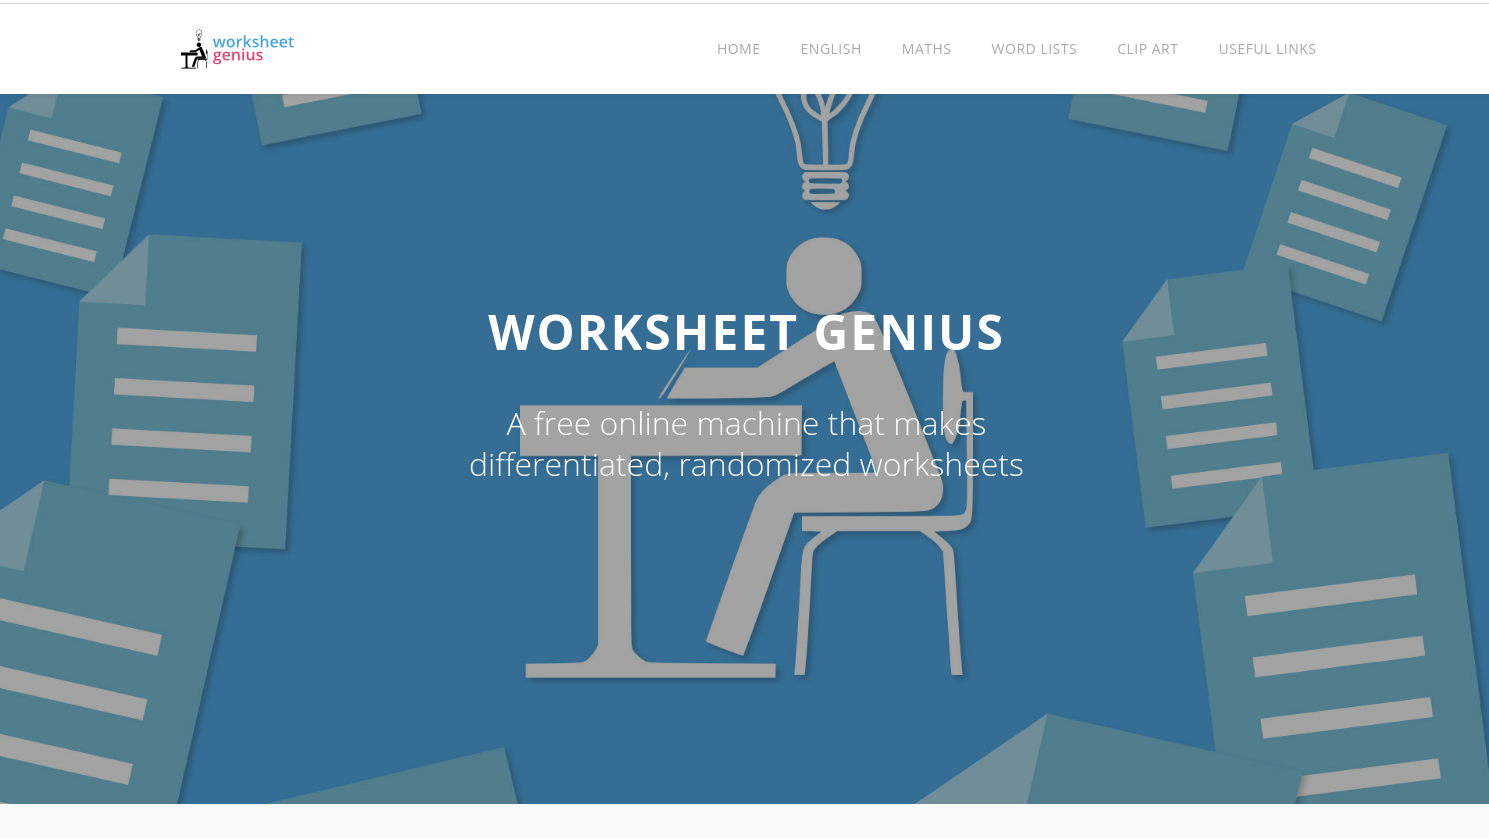 worksheet
genius
HOME ENGLISH MATHS WORD LISTS CLIP ART USEFUL LINKS
WORKSHEET GENIUS
A free online machine that makes
differentiated, randomized worksheets